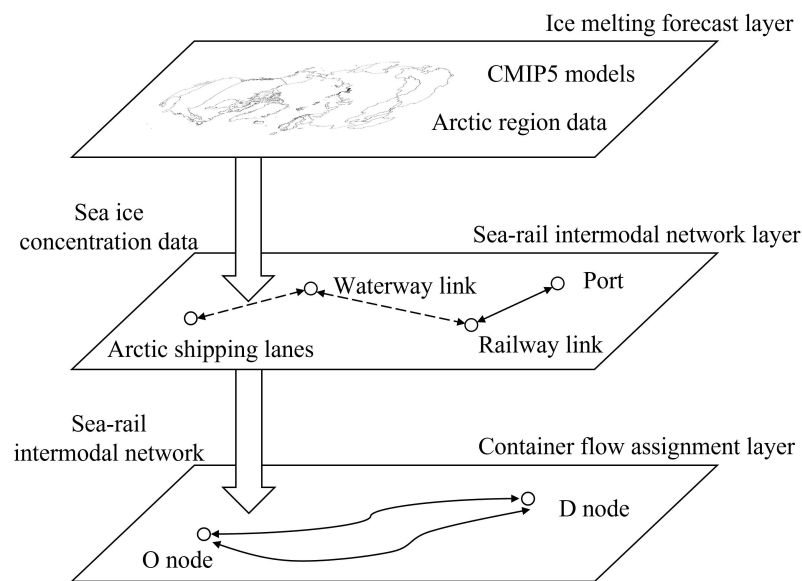 Ice melting forecast layer
CMIP5 models
Arctic region data
Sea ice
concentration data
Sea-rail intermodal network layer
Waterway link
Port
Arctic shipping lanes
Railway link
Sea-rail
intermodal network
Container flow assignment layer
D node
O node